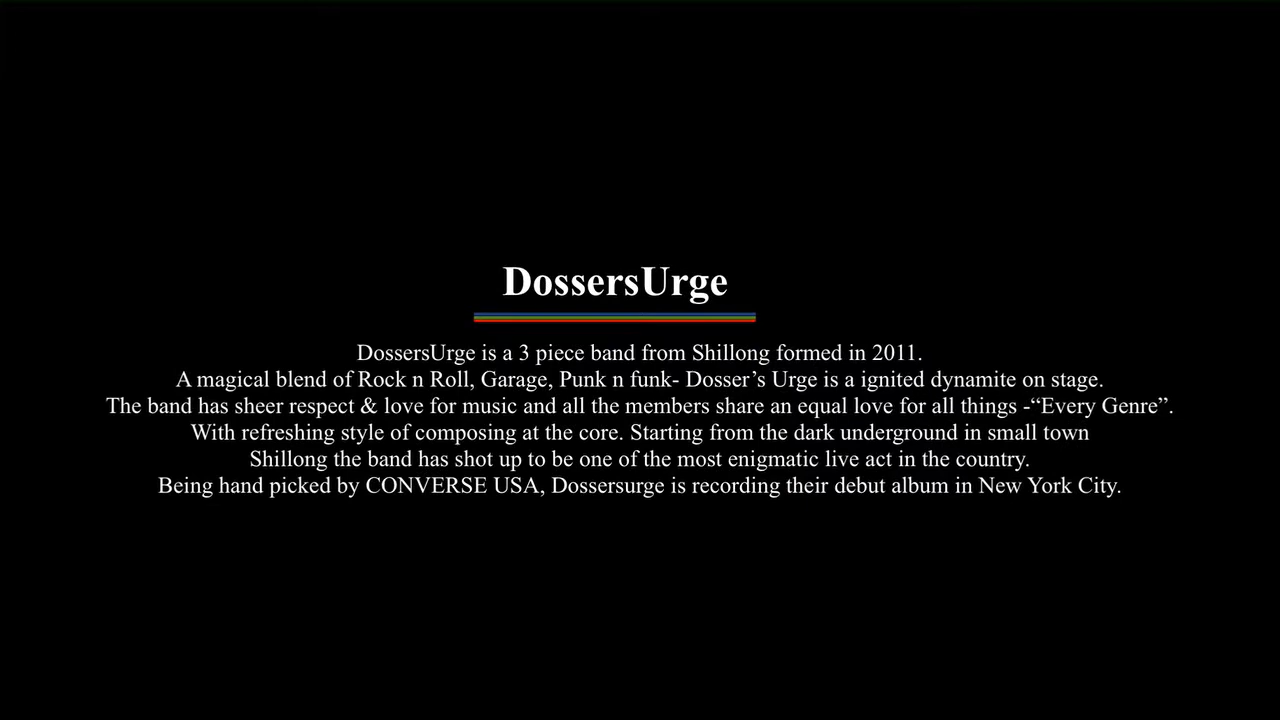 DossersUrge
DossersUrge is a 3 piece band from Shillong formed in 2011.
A magical blend of Rock n Roll, Garage, Punk n funk- Dosser’s Urge is a ignited dynamite on stage.
The band has sheer respect & love for music and all the members share an equal love for all things -“Every Genre”.
With refreshing style of composing at the core. Starting from the dark underground in small town
Shillong the band has shot up to be one of the most enigmatic live act in the country.
Being hand picked by CONVERSE USA, Dossersurge is recording their debut album in New York City.